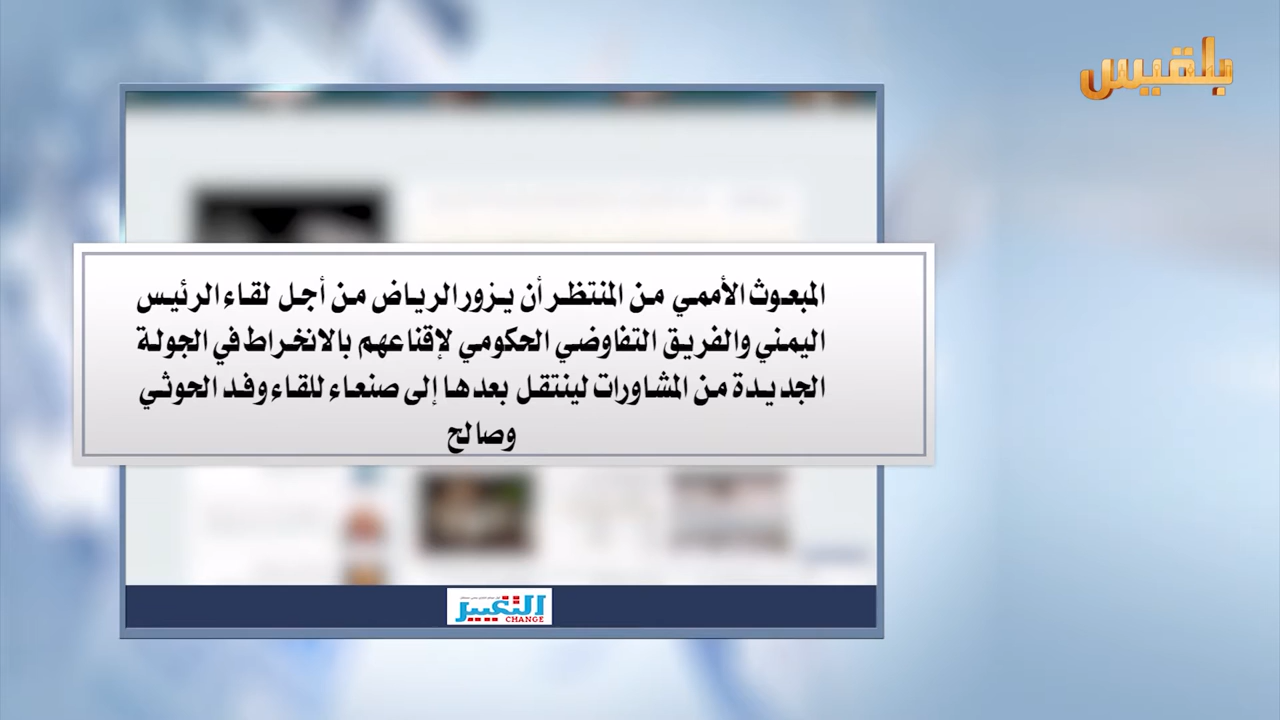 بلقيس
المبعوث الأممي من المنتظر أن يزور الرياض من أجل لقاء الرئيس
اليمني والفريق التفاوضي الحكومي لإقناعهم بالانخراط في الجولة
الجديدة من المشاورات لينتقل بعدها إلى صنعاء للقاء وفد الحوثي
وصالح
التغيير
CHANGE